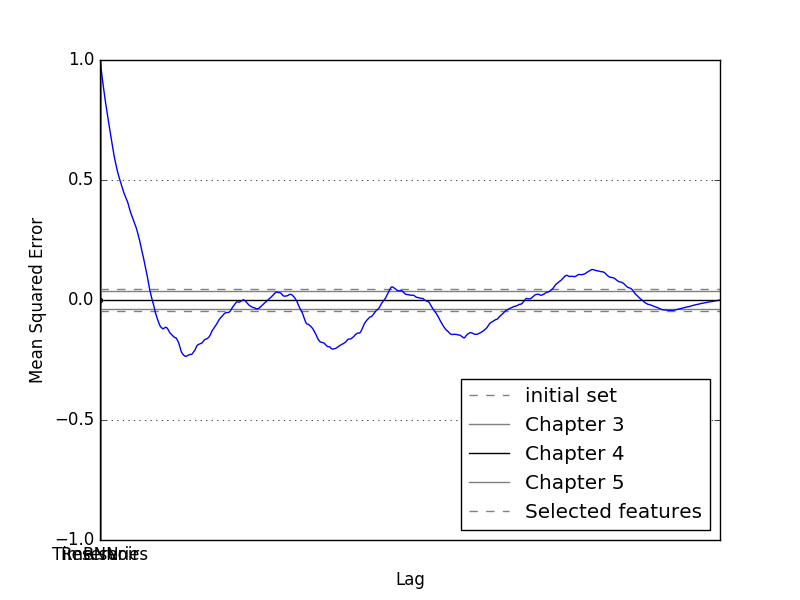 1.0
0.5
0.0
−0.5
−1.0
Mean Squared Error
initial set
Chapter 3
Chapter 4
Chapter 5
Selected features
Lag